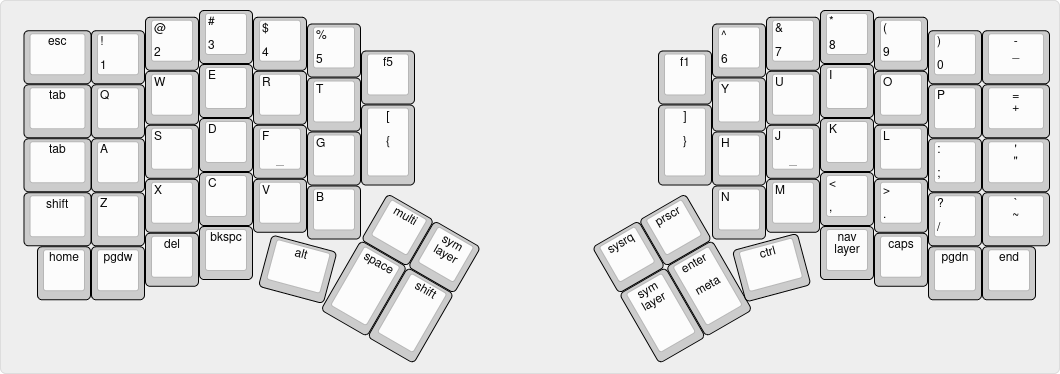 esc
!
1
@
2
#
3
$
4
%
5
f5
tab
Q
W
E
R
T
[
{
tab
A
S
D
F
_
G
shift
Z
X
C
V
B
home
pgdw
del
bkspc
alt
multi
sym
layer
space
shift
f1
^
6
&
7
*
8
(
9
)
0
-
_
]
}
Y
U
I
O
P
=
+
H
J
_
K
L
:
;
'
"
N
M
<
,
>
.
?
/
`
~
sysrq
prscr
sym
layer
enter
meta
ctrl
nav
layer
caps
pgdn
end